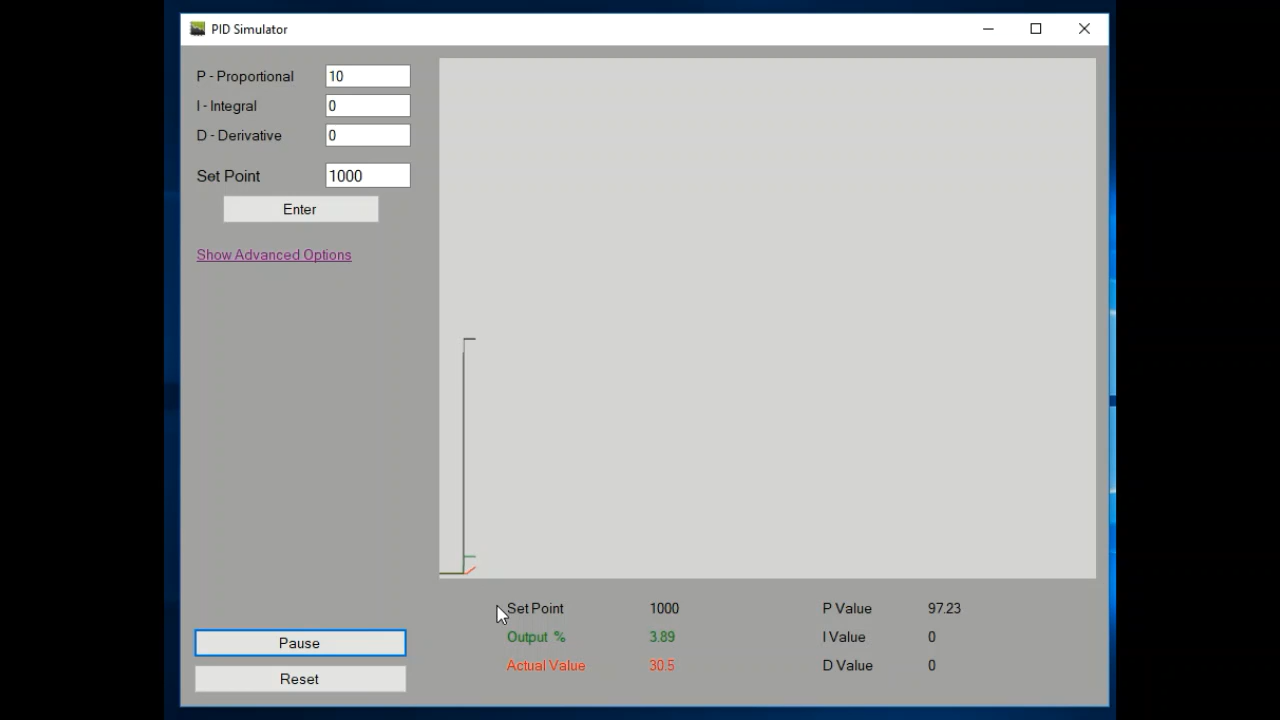 PID Simulator
P - Proportional 10
I - Integral 0
D - Derivative 0
Set Point 1000
Enter
Show Advanced Options
Pause
Reset
Set Point 1000 P Value 97.23
Output % 3.89 I Value 0
Actual Value 30.5 D Value 0